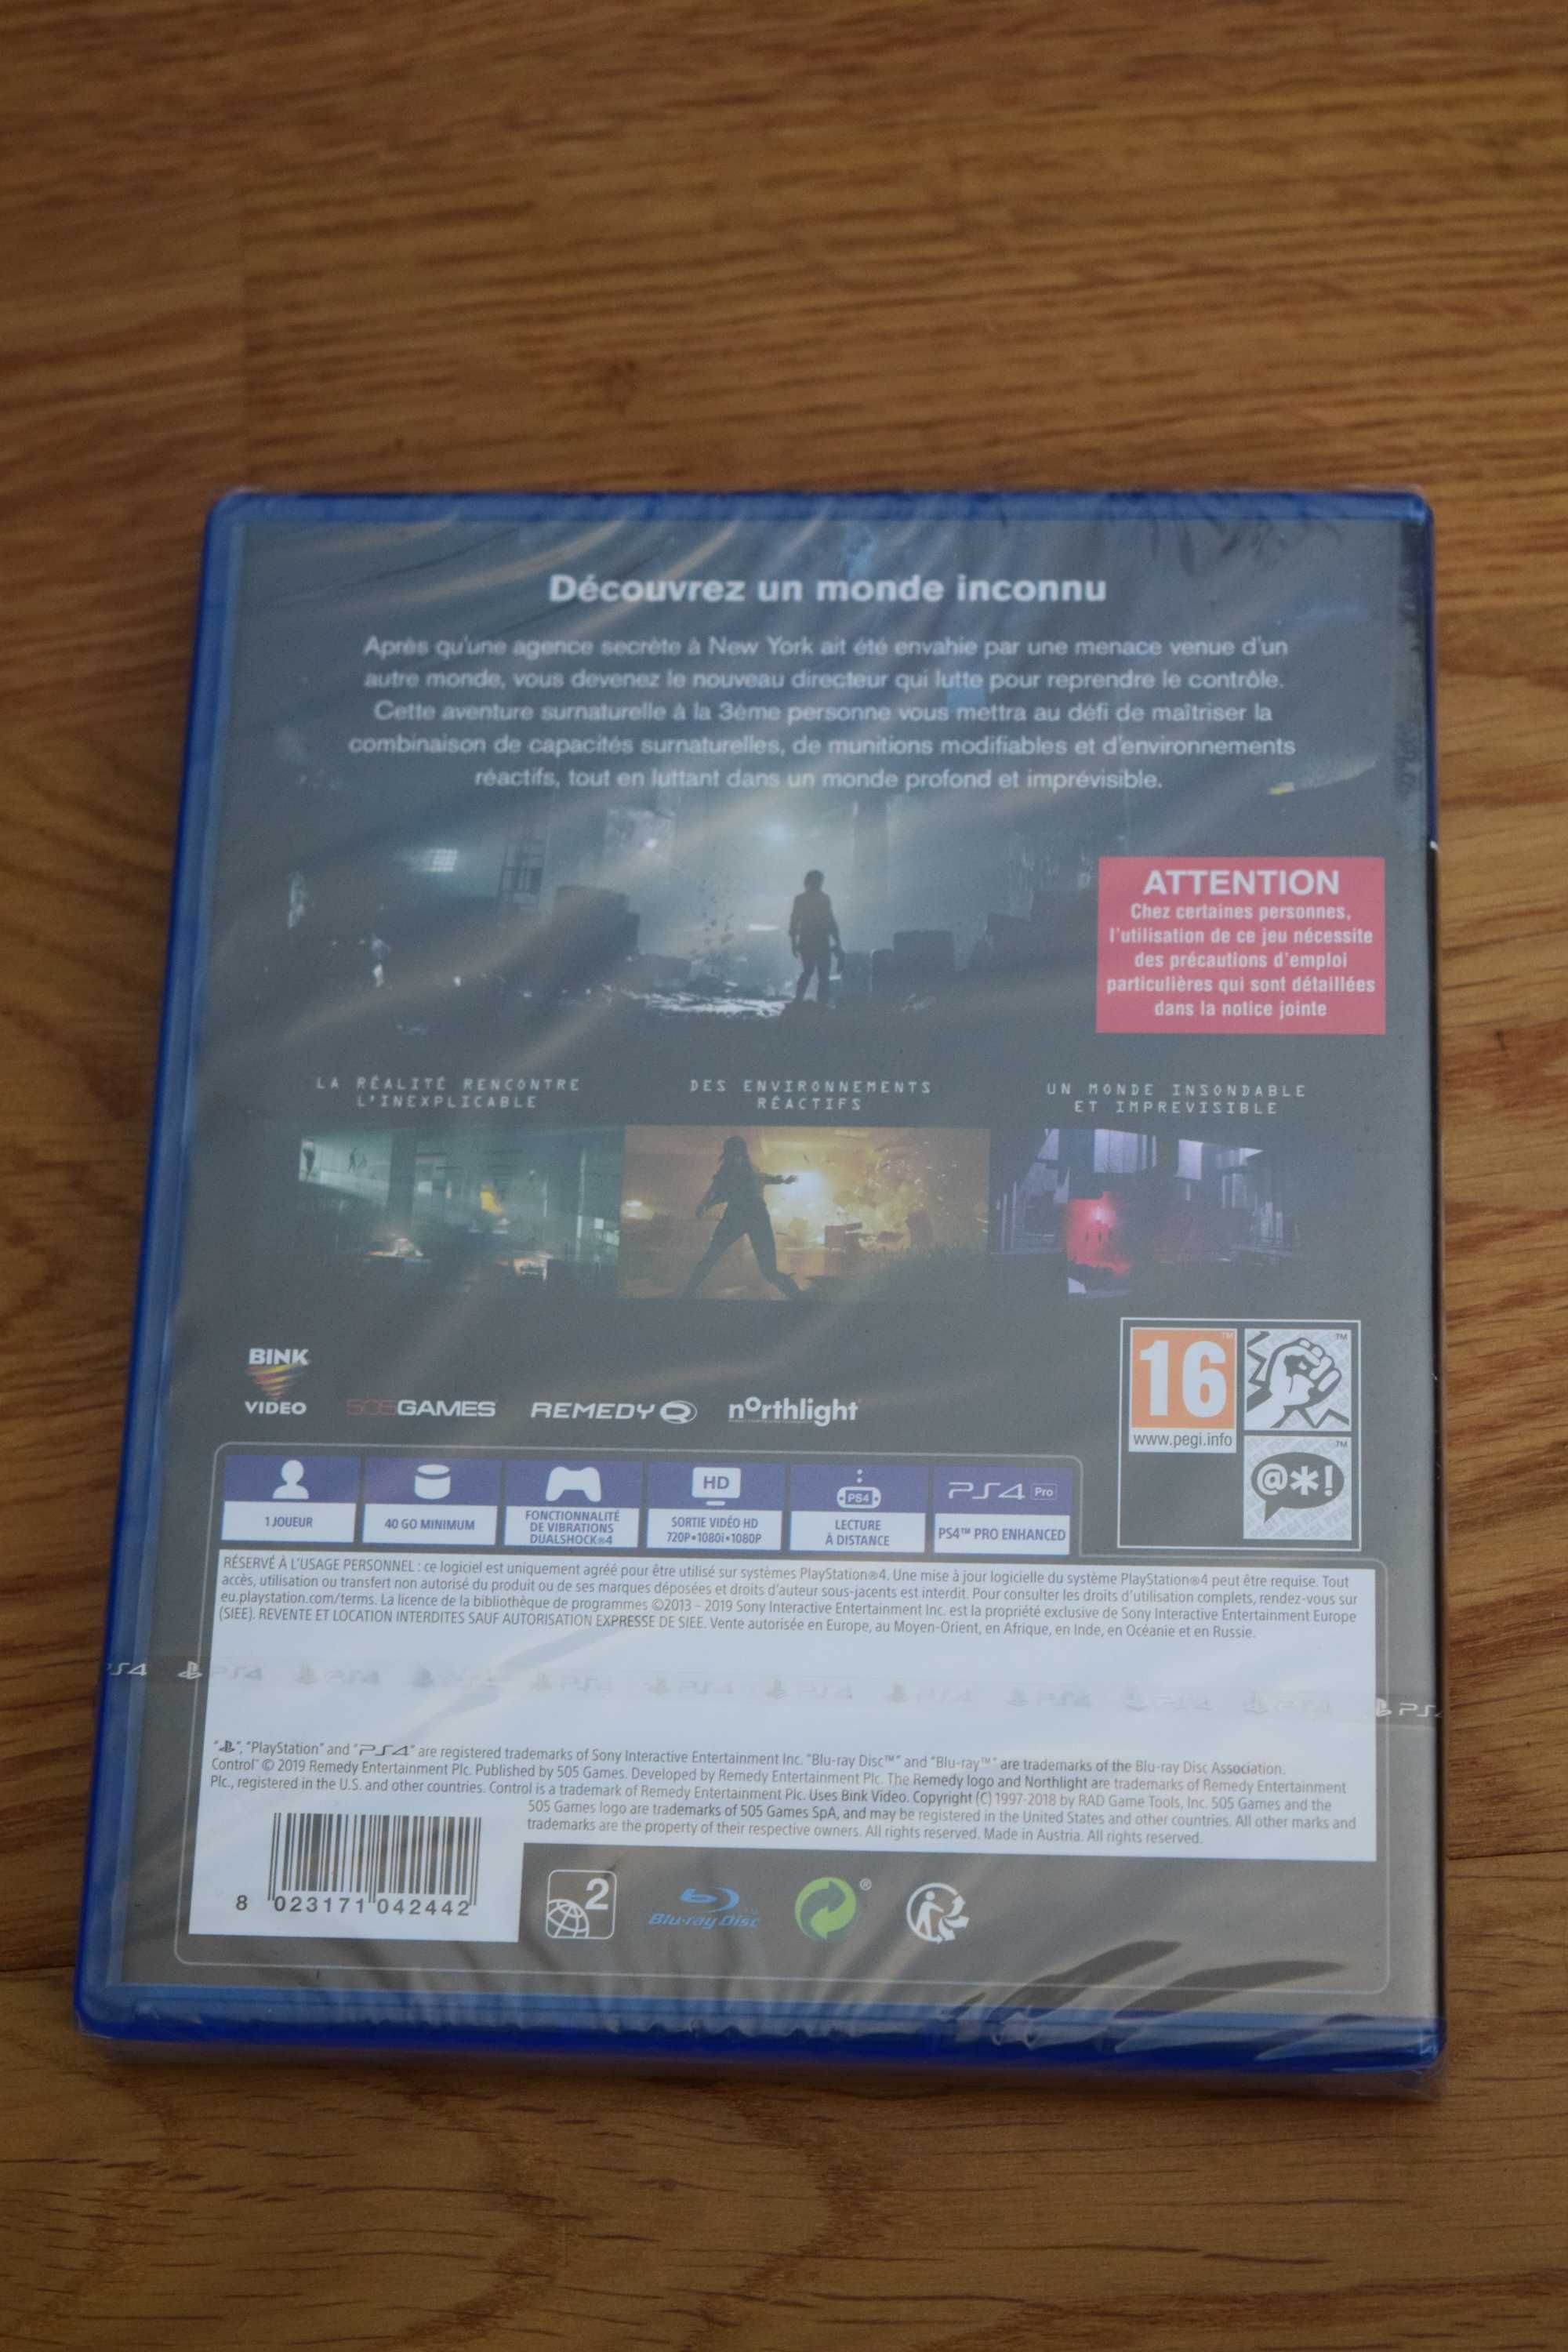 Découvrez un monde inconnu
Après qu'une agence secrète à New York ait été envahie par une menace venue d'un
autre monde, vous devenez le nouveau directeur qui lutte pour reprendre le contrôle.
Cette aventure surnaturelle à la 3ème personne vous mettra au défi de maîtriser la
combinaison de capacités surnaturelles, de munitions modifiables et d'environnements
réactifs, tout en luttant dans un monde profond et imprévisible.
ATTENTION
Chez certaines personnes,
l'utilisation de ce jeu nécessite
des précautions d'emploi
particulières qui sont détaillées
dans la notice jointe
LA RÉALITÉ RENCONTRE
L'INEXPLICABLE
DES ENVIRONNEMENTS
RÉACTIFS
UN MONDE INSONDABLE
ET IMPREVISIBLE
BINK
VIDEO
505GAMES
REMEDY
northlight
16™
www.pegi.info
™
™
@*!
1 JOUEUR
40 GO MINIMUM
FONCTIONNALITÉ
DE VIBRATIONS
DUALSHOCK®4
HD
SORTIE VIDÉO HD
720P•1080i•1080P
PS4
LECTURE
À DISTANCE
PS4 Pro
PS4™ PRO ENHANCED
RÉSERVÉ À L'USAGE PERSONNEL : ce logiciel est uniquement agréé pour être utilisé sur systèmes PlayStation®4. Une mise à jour logicielle du système PlayStation®4 peut être requise. Tout
accès, utilisation ou transfert non autorisé du produit ou de ses marques déposées et droits d'auteur sous-jacents est interdit. Pour consulter les droits d'utilisation complets, rendez-vous sur
eu.playstation.com/terms. La licence de la bibliothèque de programmes ©2013 – 2019 Sony Interactive Entertainment Inc. est la propriété exclusive de Sony Interactive Entertainment Europe
(SIEE). REVENTE ET LOCATION INTERDITES SAUF AUTORISATION EXPRESSE DE SIEE. Vente autorisée en Europe, au Moyen-Orient, en Afrique, en Inde, en Océanie et en Russie.
PS4 PS4 PS4 PS4 PS4 PS4 PS4 PS4 PS4 PS4 PS4
"", "PlayStation" and "PS4" are registered trademarks of Sony Interactive Entertainment Inc. "Blu-ray Disc™" and "Blu-ray™" are trademarks of the Blu-ray Disc Association.
Control™ © 2019 Remedy Entertainment Plc. Published by 505 Games. Developed by Remedy Entertainment Plc. The Remedy logo and Northlight are trademarks of Remedy Entertainment
Plc., registered in the U.S. and other countries. Control is a trademark of Remedy Entertainment Plc. Uses Bink Video. Copyright (C) 1997-2018 by RAD Game Tools, Inc. 505 Games and the
505 Games logo are trademarks of 505 Games SpA, and may be registered in the United States and other countries. All other marks and
trademarks are the property of their respective owners. All rights reserved. Made in Austria. All rights reserved.
8 023171 042442
2
Blu-ray Disc
®